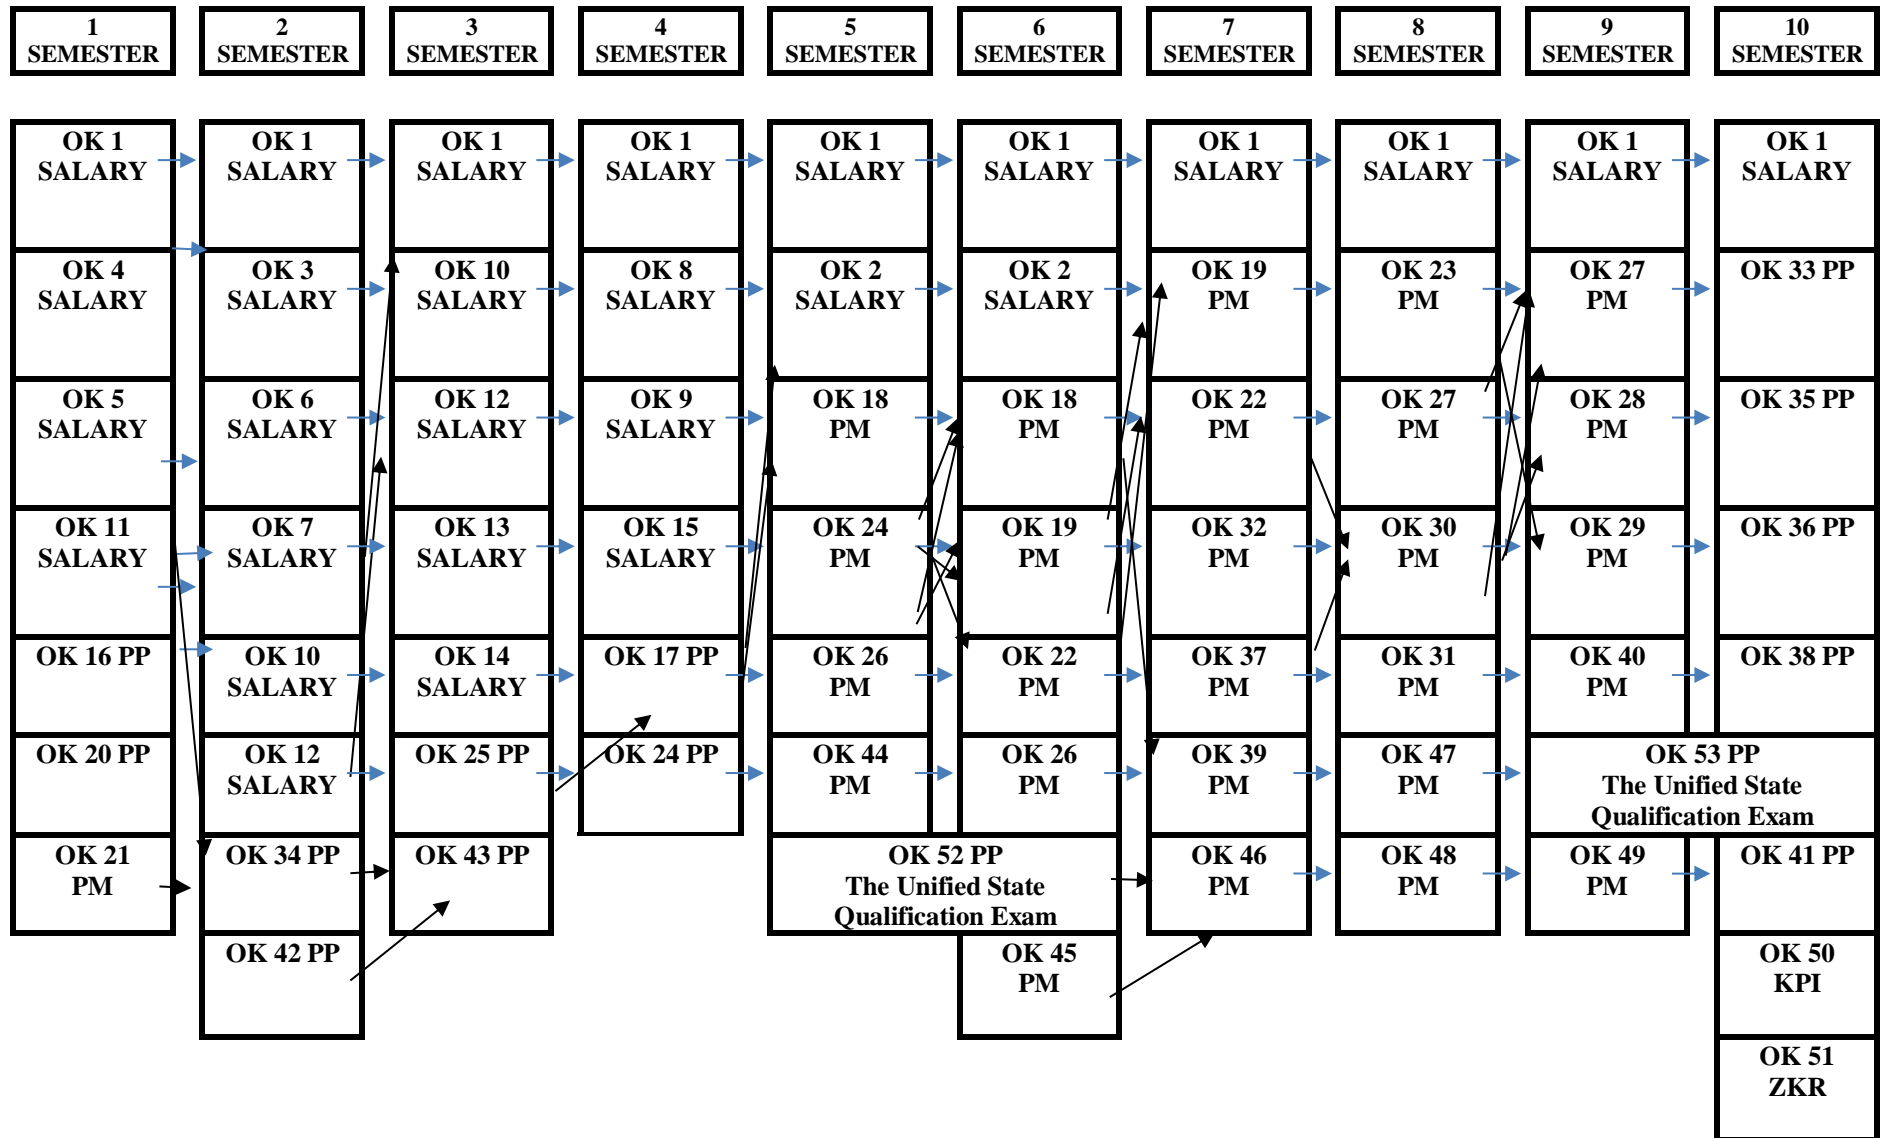 1
SEMESTER
2
SEMESTER
3
SEMESTER
4
SEMESTER
5
SEMESTER
6
SEMESTER
7
SEMESTER
8
SEMESTER
9
SEMESTER
10
SEMESTER
OK 1
SALARY
OK 1
SALARY
OK 1
SALARY
OK 1
SALARY
OK 1
SALARY
OK 1
SALARY
OK 1
SALARY
OK 1
SALARY
OK 1
SALARY
OK 1
SALARY
OK 4
SALARY
OK 3
SALARY
OK 10
SALARY
OK 8
SALARY
OK 2
SALARY
OK 2
SALARY
OK 19
PM
OK 23
PM
OK 27
PM
OK 33 PP
OK 5
SALARY
OK 6
SALARY
OK 12
SALARY
OK 9
SALARY
OK 18
PM
OK 18
PM
OK 22
PM
OK 27
PM
OK 28
PM
OK 35 PP
OK 11
SALARY
OK 7
SALARY
OK 13
SALARY
OK 15
SALARY
OK 24
PM
OK 19
PM
OK 32
PM
OK 30
PM
OK 29
PM
OK 36 PP
OK 16 PP
OK 10
SALARY
OK 14
SALARY
OK 17 PP
OK 26
PM
OK 22
PM
OK 37
PM
OK 31
PM
OK 40
PM
OK 38 PP
OK 20 PP
OK 12
SALARY
OK 25 PP
OK 24 PP
OK 44
PM
OK 26
PM
OK 39
PM
OK 47
PM
OK 53 PP
The Unified State
Qualification Exam
OK 21
PM
OK 34 PP
OK 43 PP
OK 52 PP
The Unified State
Qualification Exam
OK 46
PM
OK 48
PM
OK 49
PM
OK 41 PP
OK 42 PP
OK 45
PM
OK 50
KPI
OK 51
ZKR